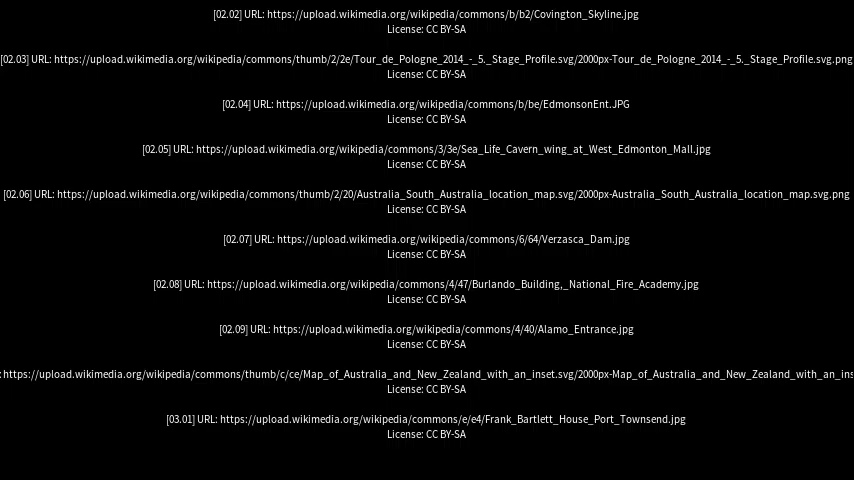 [02.02] URL: https://upload.wikimedia.org/wikipedia/commons/b/b2/Covington_Skyline.jpg
License: CC BY-SA
[02.03] URL: https://upload.wikimedia.org/wikipedia/commons/thumb/2/2e/Tour_de_Pologne_2014_-_5._Stage_Profile.svg/2000px-Tour_de_Pologne_2014_-_5._Stage_Profile.svg.png
License: CC BY-SA
[02.04] URL: https://upload.wikimedia.org/wikipedia/commons/b/be/EdmonsonEnt.JPG
License: CC BY-SA
[02.05] URL: https://upload.wikimedia.org/wikipedia/commons/3/3e/Sea_Life_Cavern_wing_at_West_Edmonton_Mall.jpg
License: CC BY-SA
[02.06] URL: https://upload.wikimedia.org/wikipedia/commons/thumb/2/20/Australia_South_Australia_location_map.svg/2000px-Australia_South_Australia_location_map.svg.png
License: CC BY-SA
[02.07] URL: https://upload.wikimedia.org/wikipedia/commons/6/64/Verzasca_Dam.jpg
License: CC BY-SA
[02.08] URL: https://upload.wikimedia.org/wikipedia/commons/4/47/Burlando_Building,_National_Fire_Academy.jpg
License: CC BY-SA
[02.09] URL: https://upload.wikimedia.org/wikipedia/commons/4/40/Alamo_Entrance.jpg
License: CC BY-SA
: https://upload.wikimedia.org/wikipedia/commons/thumb/c/ce/Map_of_Australia_and_New_Zealand_with_an_inset.svg/2000px-Map_of_Australia_and_New_Zealand_with_an_ins
License: CC BY-SA
[03.01] URL: https://upload.wikimedia.org/wikipedia/commons/e/e4/Frank_Bartlett_House_Port_Townsend.jpg
License: CC BY-SA